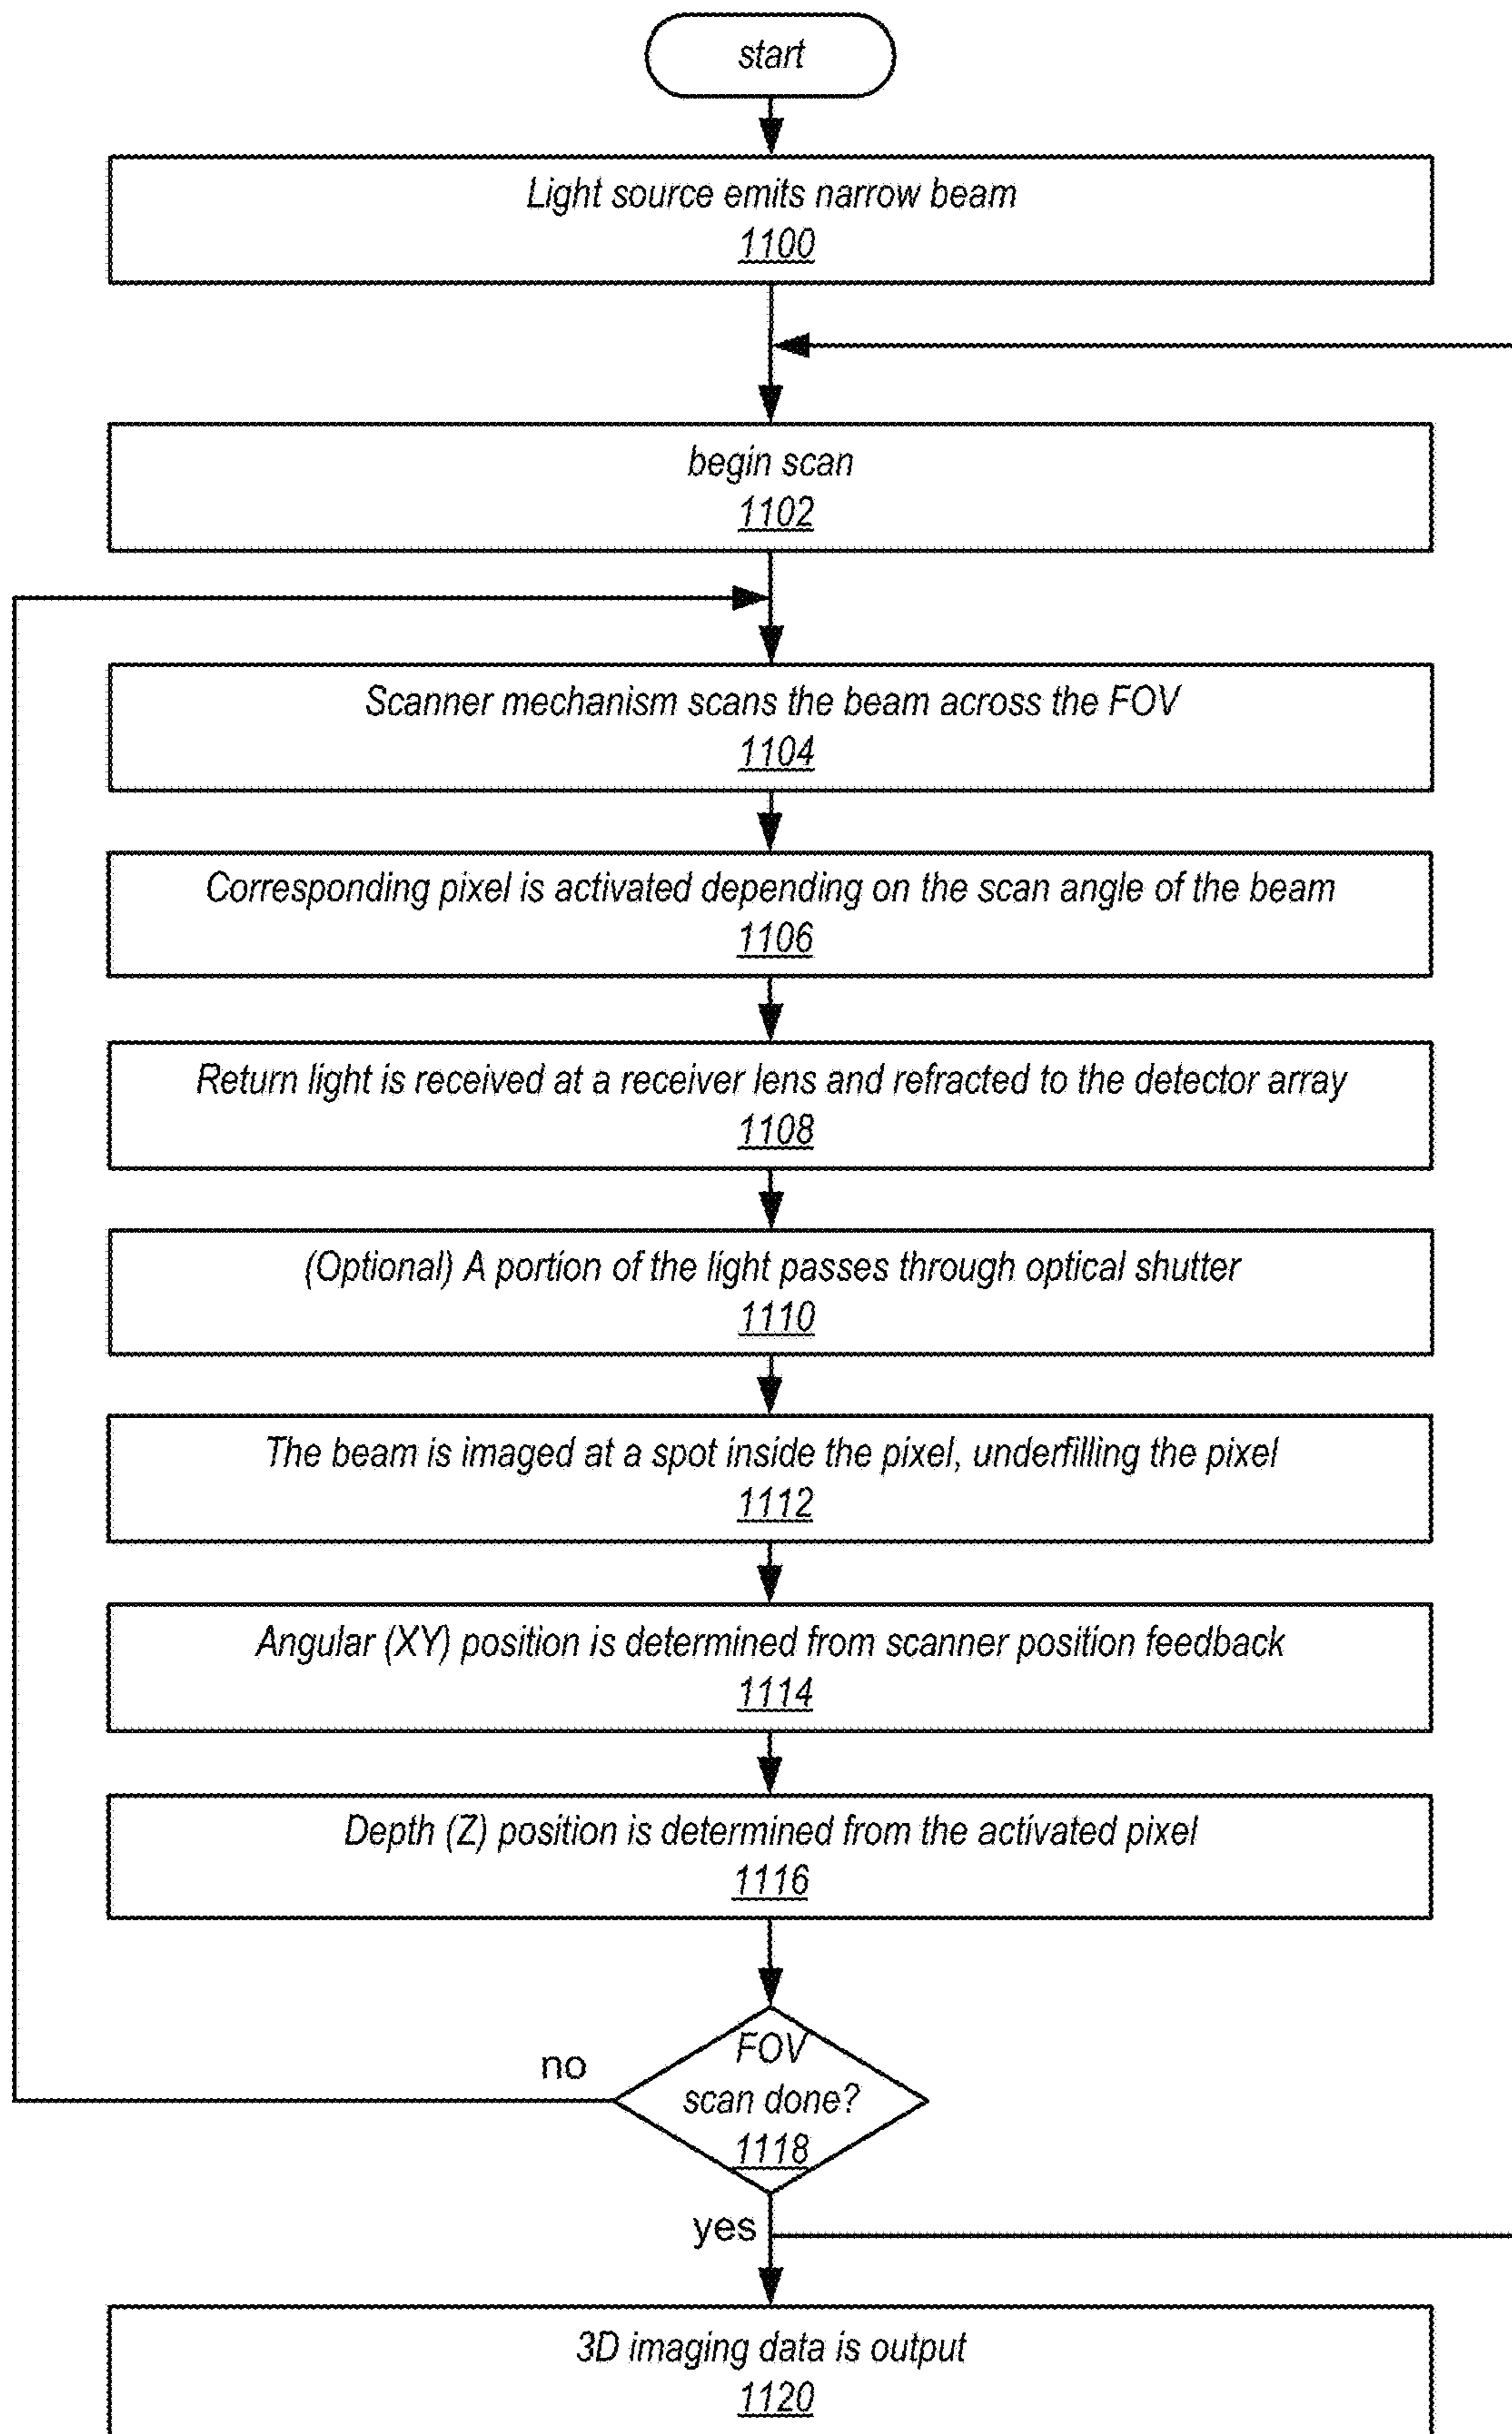 start
Light source emits narrow beam
1100
begin scan
1102
Scanner mechanism scans the beam across the FOV
1104
Corresponding pixel is activated depending on the scan angle of the beam
1106
Return light is received at a receiver lens and refracted to the detector array
1108
(Optional) A portion of the light passes through optical shutter
1110
The beam is imaged at a spot inside the pixel, underfilling the pixel
1112
Angular (XY) position is determined from scanner position feedback
1114
Depth (Z) position is determined from the activated pixel
1116
FOV
no
scan done?
1118
yes
3D imaging data is output
1120